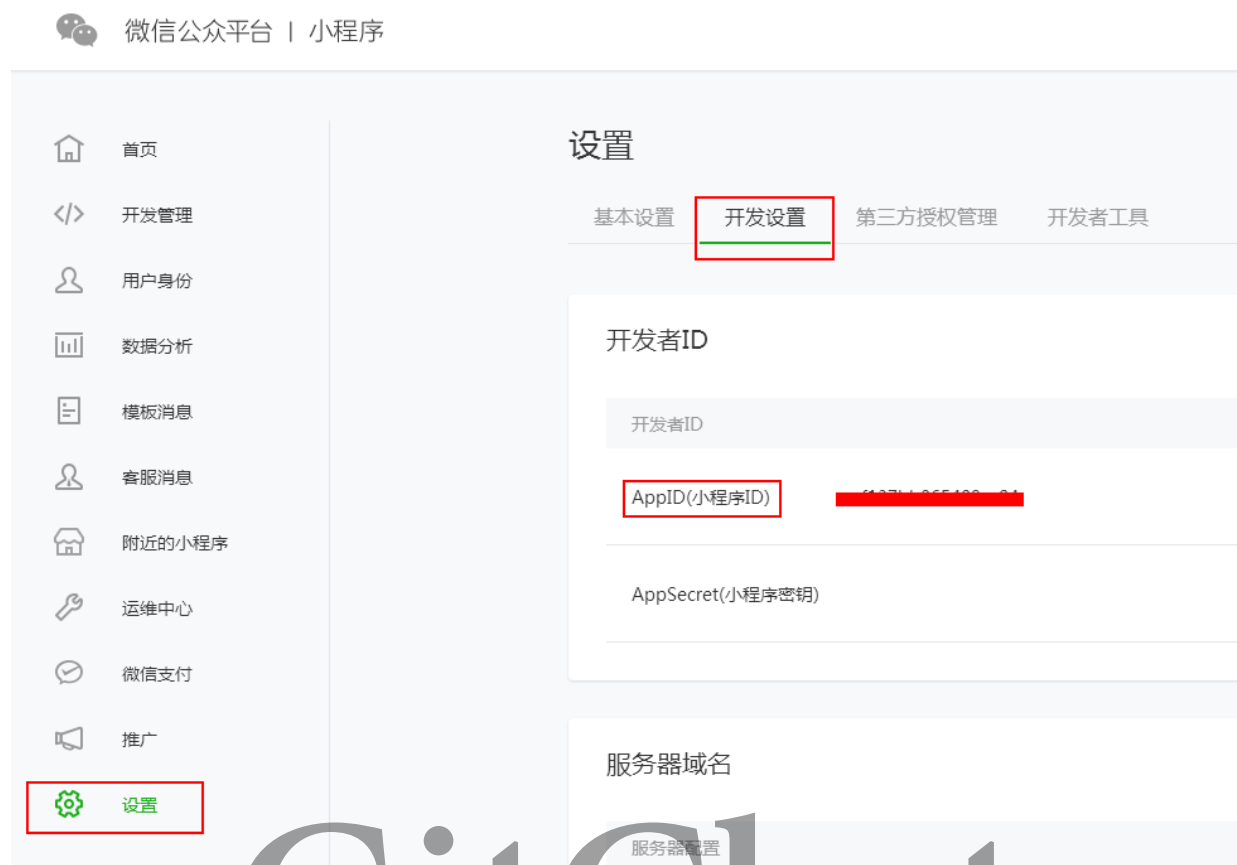 微信公众平台 | 小程序
首页
开发管理
用户身份
数据分析
模板消息
客服消息
附近的小程序
运维中心
微信支付
推广
设置
设置
基本设置 开发设置 第三方授权管理 开发者工具
开发者ID
开发者ID
AppID(小程序ID)
AppSecret(小程序密钥)
服务器域名
服务器配置
GitChat